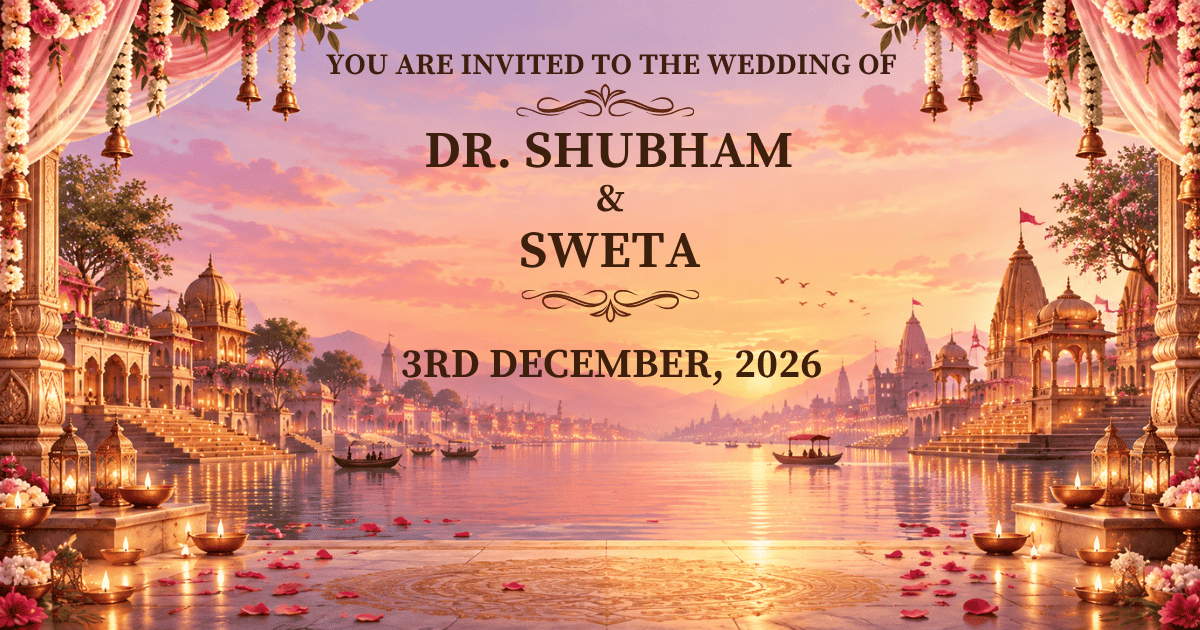 YOU ARE INVITED TO THE WEDDING OF
DR. SHUBHAM
&
SWETA
3RD DECEMBER, 2026